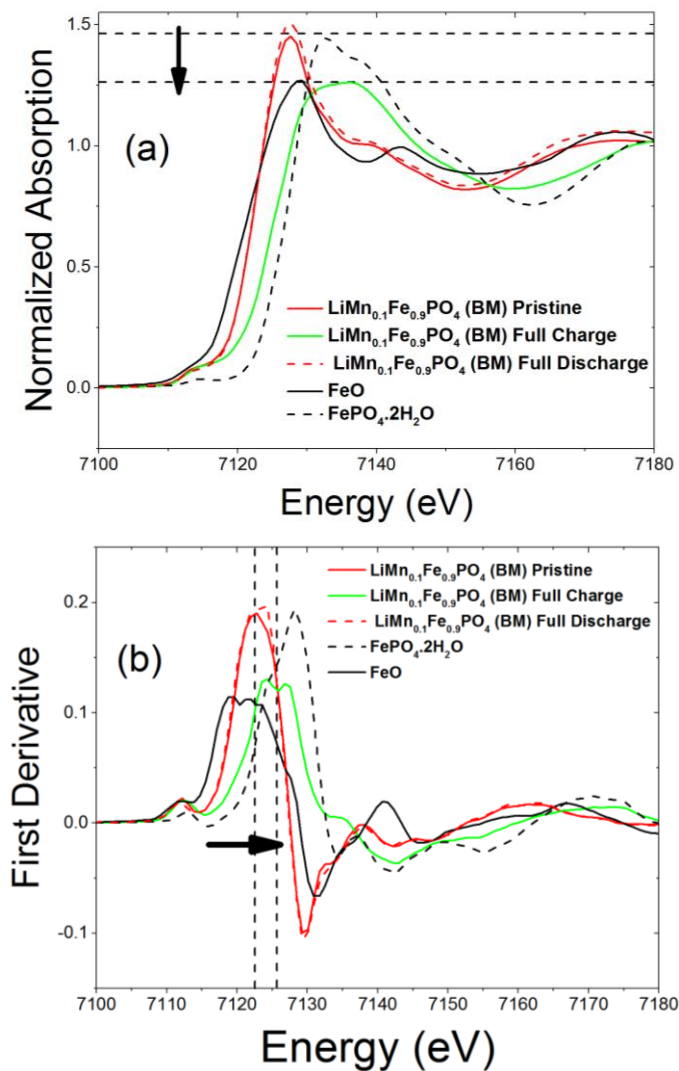 1.5
1.0
0.5
0.0
Normalized Absorption
(a)
LiMn0.1Fe0.9PO4 (BM) Pristine
LiMn0.1Fe0.9PO4 (BM) Full Charge
LiMn0.1Fe0.9PO4 (BM) Full Discharge
FeO
FePO4.2H2O
7100 7120 7140 7160 7180
Energy (eV)
0.2
0.1
0.0
-0.1
First Derivative
(b)
LiMn0.1Fe0.9PO4 (BM) Pristine
LiMn0.1Fe0.9PO4 (BM) Full Charge
LiMn0.1Fe0.9PO4 (BM) Full Discharge
FePO4.2H2O
FeO
7100 7110 7120 7130 7140 7150 7160 7170 7180
Energy (eV)